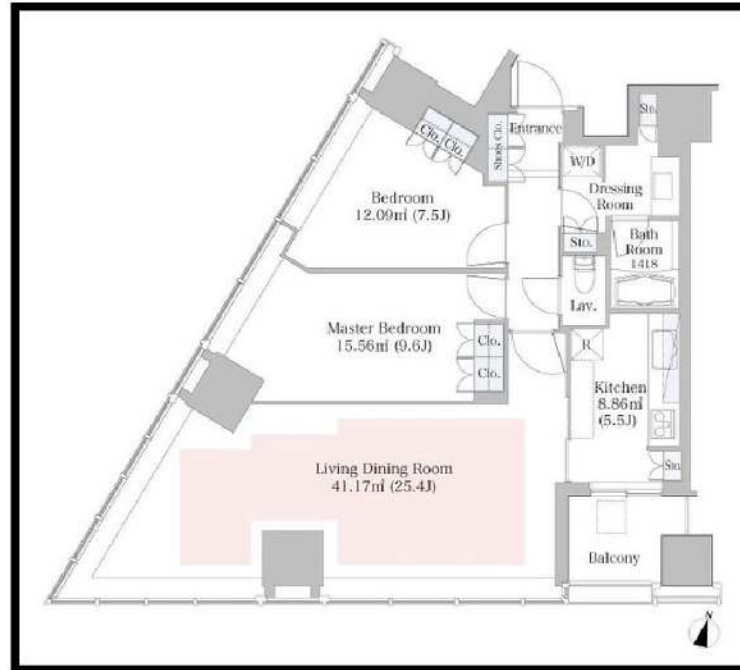 Sto.
Entrance
Shoes Clo.
Clo.
Clo.
W/D
Dressing
Room
Bedroom
12.09㎡ (7.5J)
Sto.
Bath
Room
1418
Lav.
Master Bedroom
15.56㎡ (9.6J)
Clo.
Clo.
R
Kitchen
8.86㎡
(5.5J)
Living Dining Room
41.17㎡ (25.4J)
Sto.
Balcony
N